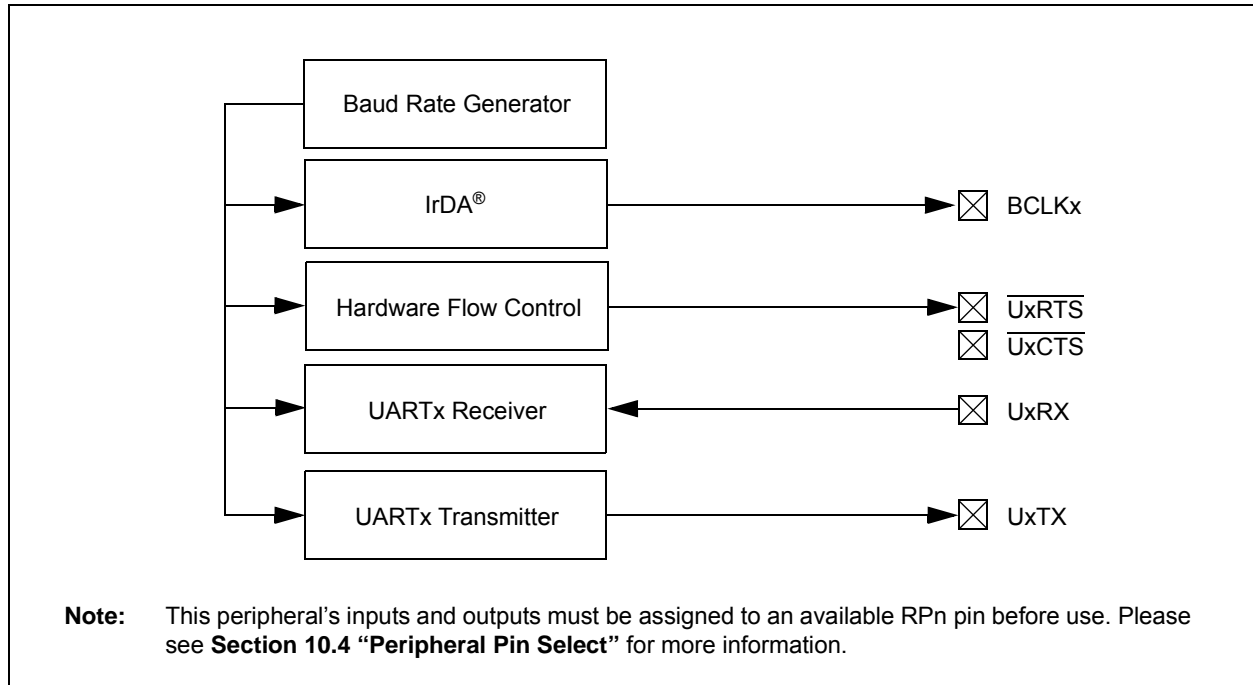 Baud Rate Generator
IrDA®
BCLKx
Hardware Flow Control
UxRTS
UxCTS
UARTx Receiver
UxRX
UARTx Transmitter
UxTX
Note: This peripheral’s inputs and outputs must be assigned to an available RPn pin before use. Please
see Section 10.4 “Peripheral Pin Select” for more information.